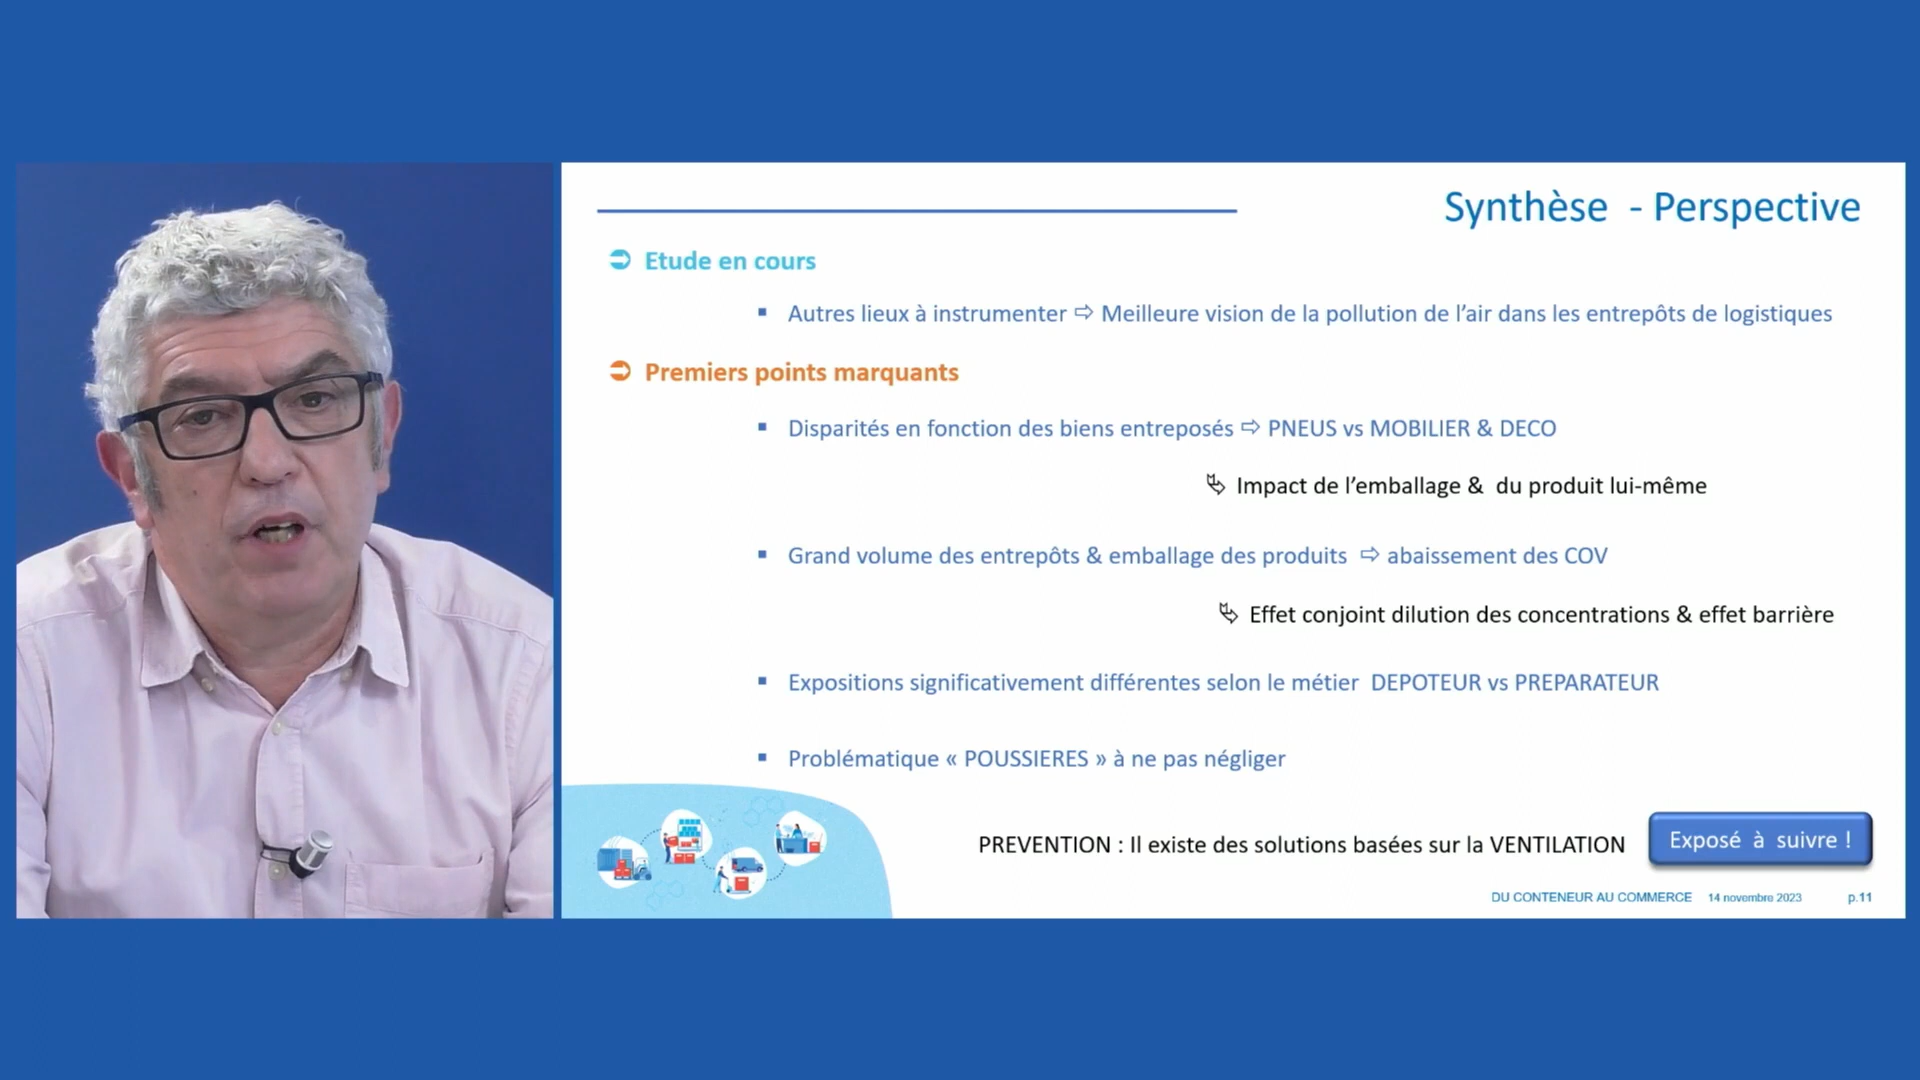 Synthèse - Perspective
Etude en cours
Autres lieux à instrumenter ⇨ Meilleure vision de la pollution de l’air dans les entrepôts de logistiques
Premiers points marquants
Disparités en fonction des biens entreposés ⇨ PNEUS vs MOBILIER & DECO
Impact de l’emballage & du produit lui-même
Grand volume des entrepôts & emballage des produits ⇨ abaissement des COV
Effet conjoint dilution des concentrations & effet barrière
Expositions significativement différentes selon le métier DEPOTEUR vs PREPARATEUR
Problématique « POUSSIERES » à ne pas négliger
PREVENTION : Il existe des solutions basées sur la VENTILATION
Exposé à suivre !
DU CONTENEUR AU COMMERCE 14 novembre 2023 p.11